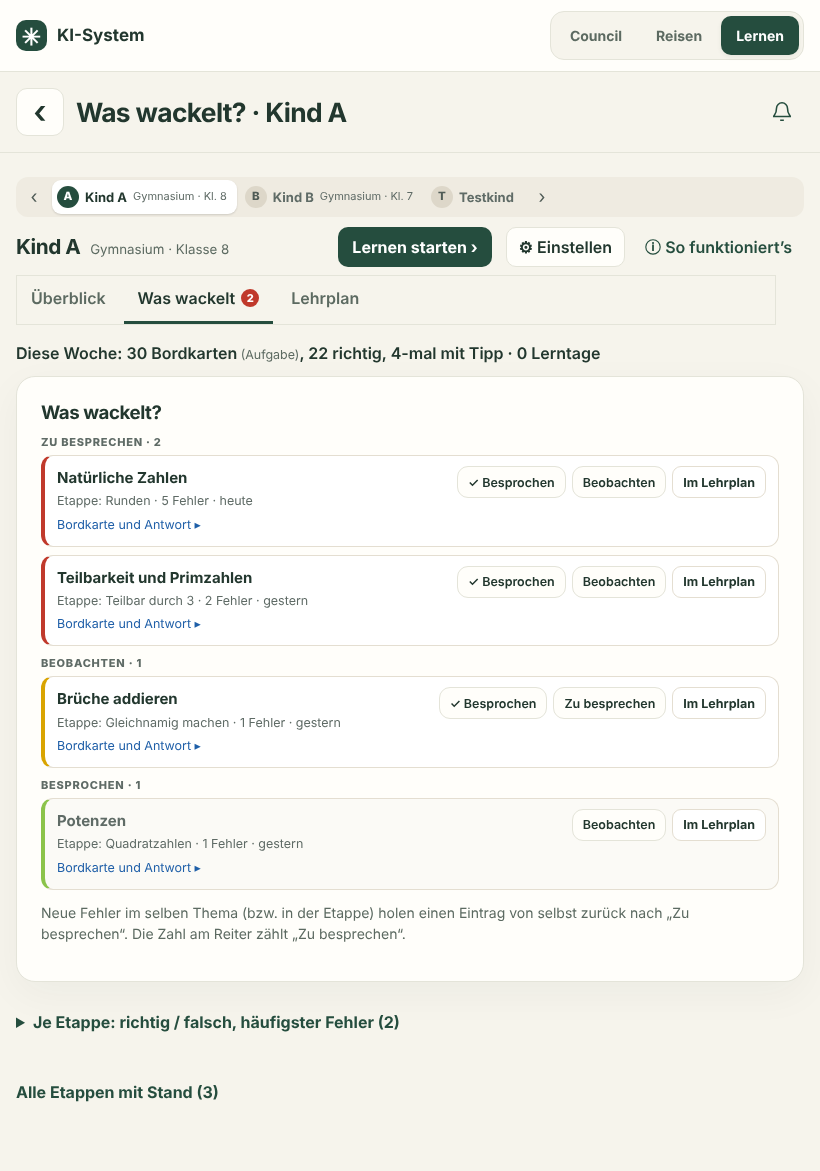 KI-System
Council Reisen Lernen
‹ Was wackelt? · Kind A
‹ A Kind A Gymnasium · Kl. 8 B Kind B Gymnasium · Kl. 7 T Testkind ›
Kind A Gymnasium · Klasse 8 Lernen starten › ⚙ Einstellen ⓘ So funktioniert’s
Überblick Was wackelt 2 Lehrplan
Diese Woche: 30 Bordkarten (Aufgabe), 22 richtig, 4-mal mit Tipp · 0 Lerntage
Was wackelt?
ZU BESPRECHEN · 2
Natürliche Zahlen ✓ Besprochen Beobachten Im Lehrplan
Etappe: Runden · 5 Fehler · heute
Bordkarte und Antwort ▸
Teilbarkeit und Primzahlen ✓ Besprochen Beobachten Im Lehrplan
Etappe: Teilbar durch 3 · 2 Fehler · gestern
Bordkarte und Antwort ▸
BEOBACHTEN · 1
Brüche addieren ✓ Besprochen Zu besprechen Im Lehrplan
Etappe: Gleichnamig machen · 1 Fehler · gestern
Bordkarte und Antwort ▸
BESPROCHEN · 1
Potenzen Beobachten Im Lehrplan
Etappe: Quadratzahlen · 1 Fehler · gestern
Bordkarte und Antwort ▸
Neue Fehler im selben Thema (bzw. in der Etappe) holen einen Eintrag von selbst zurück nach „Zu
besprechen“. Die Zahl am Reiter zählt „Zu besprechen“.
▶ Je Etappe: richtig / falsch, häufigster Fehler (2)
Alle Etappen mit Stand (3)